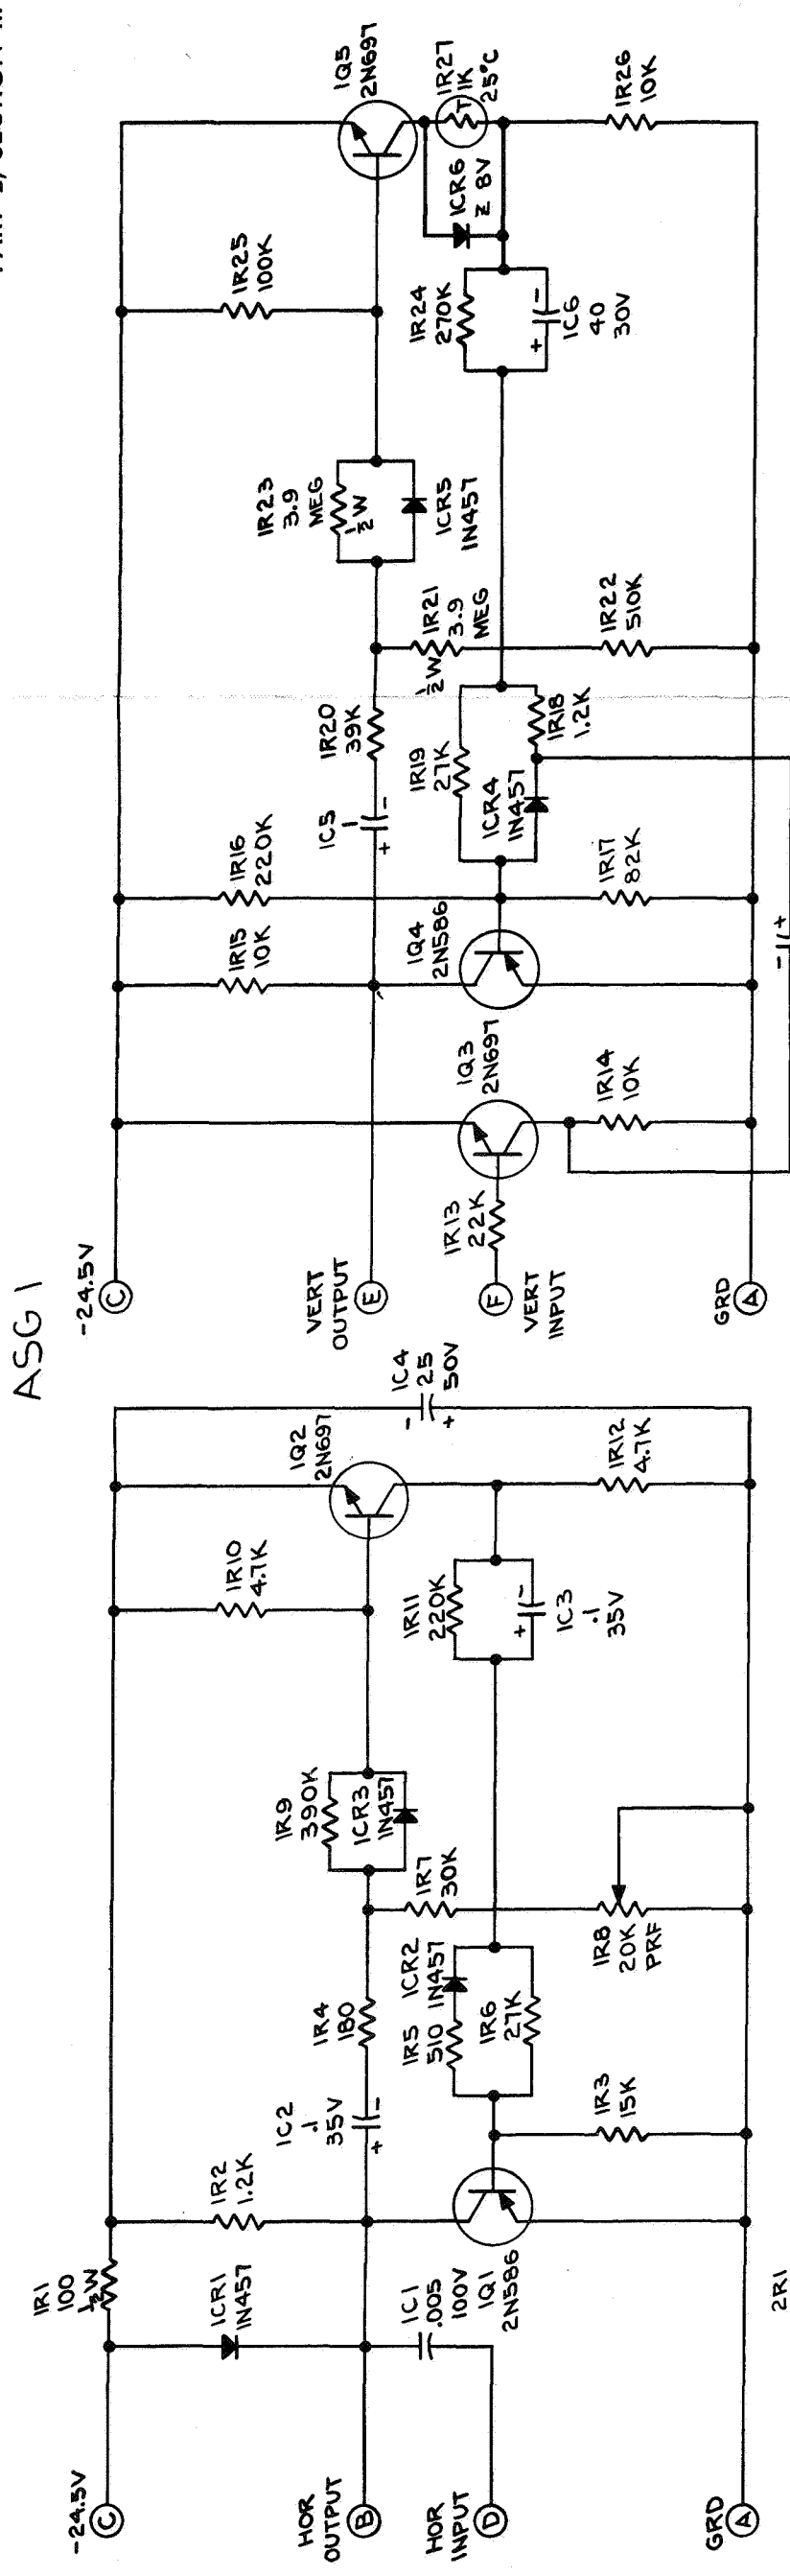 ASG 1
-24.5V
C
1R1
100
½W
1CR1
1N457
1R2
1.2K
HOR
OUTPUT
B
1C1
.005
100V
HOR
INPUT
D
1Q1
2N586
GRD
A
1C2
.1
35V
+
-
1R4
180
1R3
15K
1R5
510
1CR2
1N457
1R6
27K
1R7
30K
1R8
20K
PRF
1R9
390K
1CR3
1N457
1R10
4.7K
1R11
220K
+
-
1C3
.1
35V
1Q2
2N697
1R12
4.7K
1C4
25
50V
-
+
2R1
-24.5V
C
VERT
OUTPUT
E
F
VERT
INPUT
GRD
A
1R13
22K
1Q3
2N697
1R14
10K
1R15
10K
1R16
220K
1Q4
2N586
1R17
82K
-
+
1C5
1
+
-
1R20
39K
1R19
27K
1CR4
1N457
1R18
1.2K
1R21
3.9
MEG
½W
1R22
510K
1R23
3.9
MEG
½W
1CR5
1N457
1R24
270K
+
-
1C6
40
30V
1R25
100K
1CR6
Z 8V
1Q5
2N697
1R27
T 1K
25°C
1R26
10K